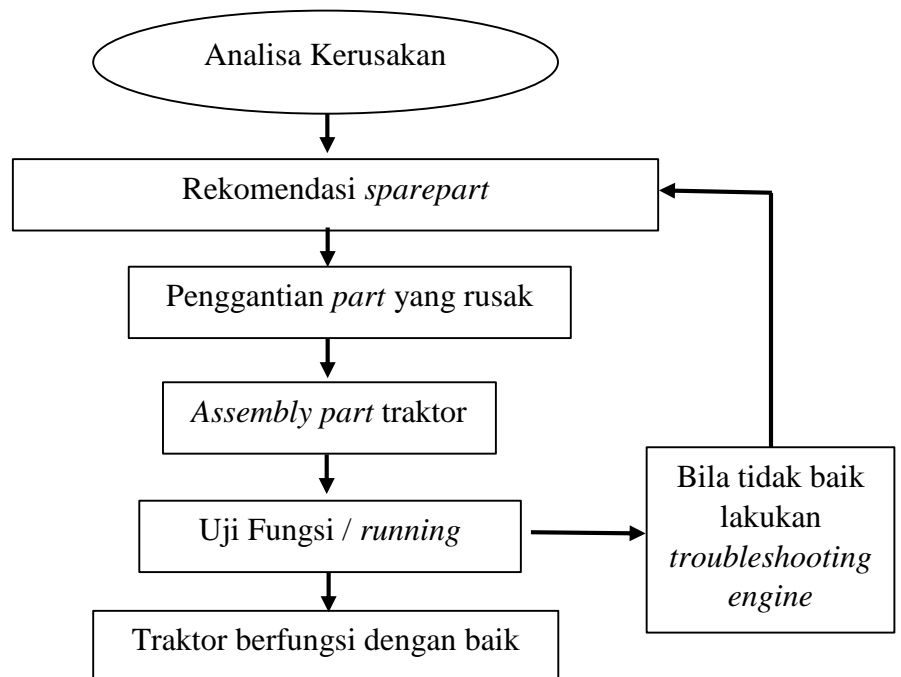 Analisa Kerusakan
Rekomendasi sparepart
Penggantian part yang rusak
Assembly part traktor
Uji Fungsi / running
Bila tidak baik
lakukan
troubleshooting
engine
Traktor berfungsi dengan baik